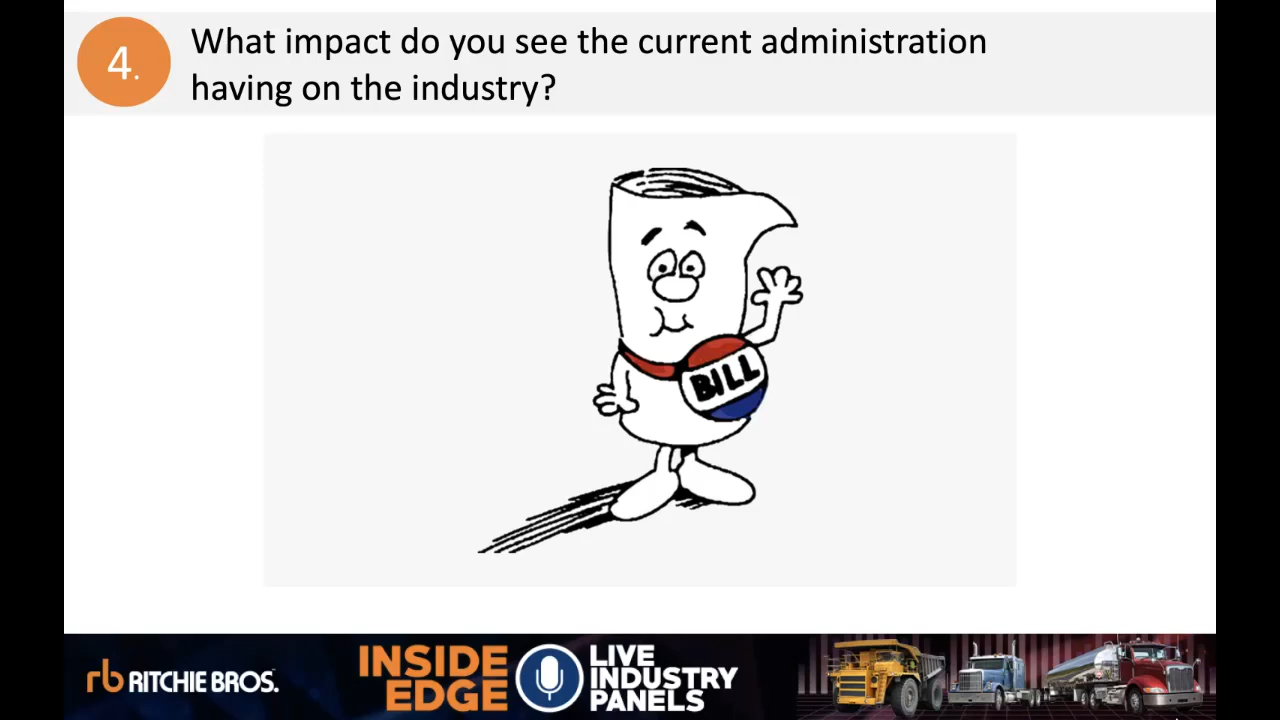 4.
What impact do you see the current administration
having on the industry?
BILL
rb RITCHIE BROS.
INSIDE
EDGE
LIVE
INDUSTRY
PANELS